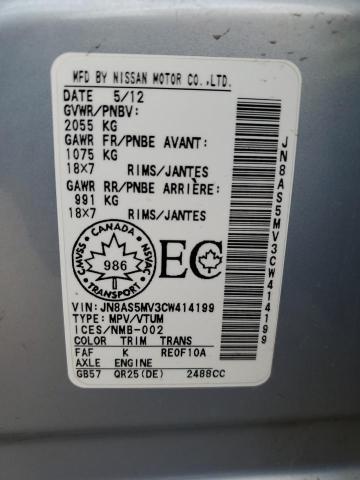 MFD BY NISSAN MOTOR CO.,LTD.
DATE 5/12
GVWR/PNBV:
2055 KG
GAWR FR/PNBE AVANT:
1075 KG
18X7 RIMS/JANTES
GAWR RR/PNBE ARRIÈRE:
991 KG
18X7 RIMS/JANTES
CANADA
CMVSS NSVAC
986
TRANSPORT
EC
VIN: JN8AS5MV3CW414199
TYPE: MPV/VTUM
ICES/NMB-002
COLOR TRIM TRANS
FAF K RE0F10A
AXLE ENGINE
GB57 QR25(DE) 2488CC
JN8AS5MV3CW414199